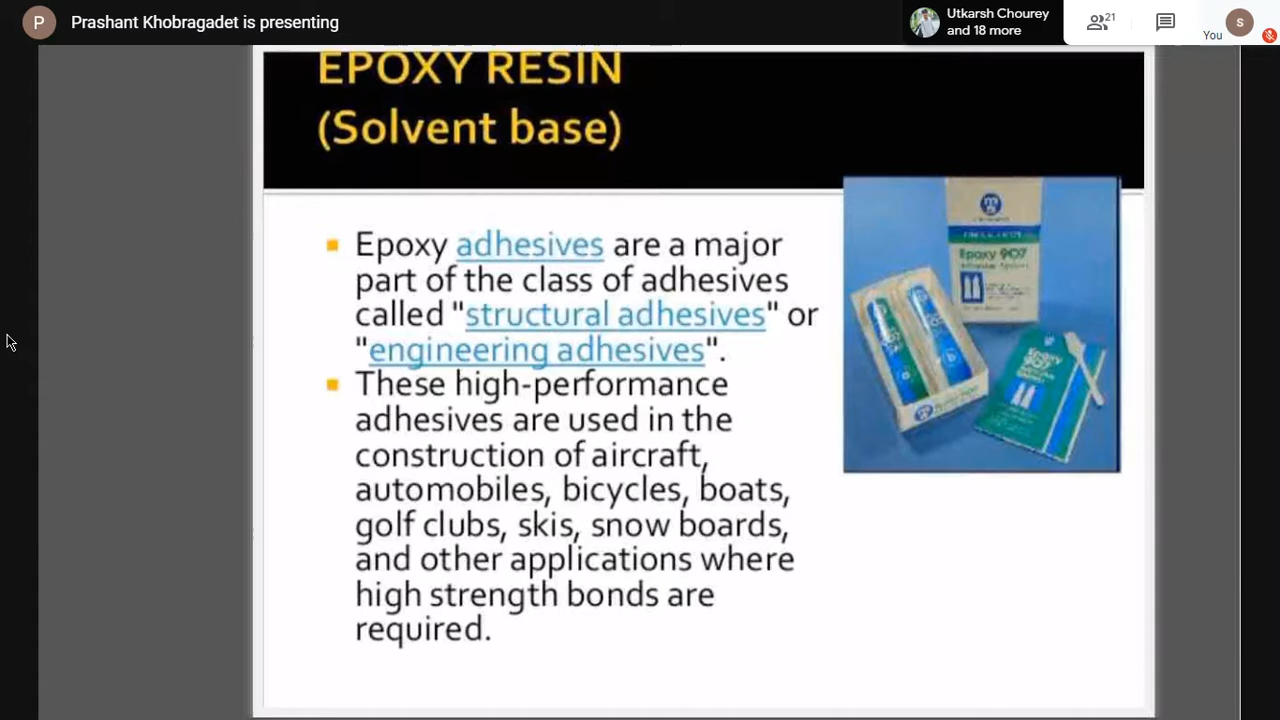 P
Prashant Khobragadet is presenting
Utkarsh Chourey
and 18 more
21
You
S
EPOXY RESIN
(Solvent base)
Epoxy adhesives are a major
part of the class of adhesives
called "structural adhesives" or
"engineering adhesives".
These high-performance
adhesives are used in the
construction of aircraft,
automobiles, bicycles, boats,
golf clubs, skis, snow boards,
and other applications where
high strength bonds are
required.
Epoxy 907
Epoxy
907
b